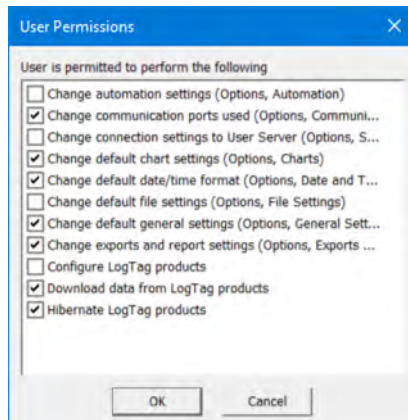 User Permissions
User is permitted to perform the following
Change automation settings (Options, Automation)
Change communication ports used (Options, Communi...
Change connection settings to User Server (Options, S...
Change default chart settings (Options, Charts)
Change default date/time format (Options, Date and T...
Change default file settings (Options, File Settings)
Change default general settings (Options, General Sett...
Change exports and report settings (Options, Exports ...
Configure LogTag products
Download data from LogTag products
Hibernate LogTag products
OK Cancel